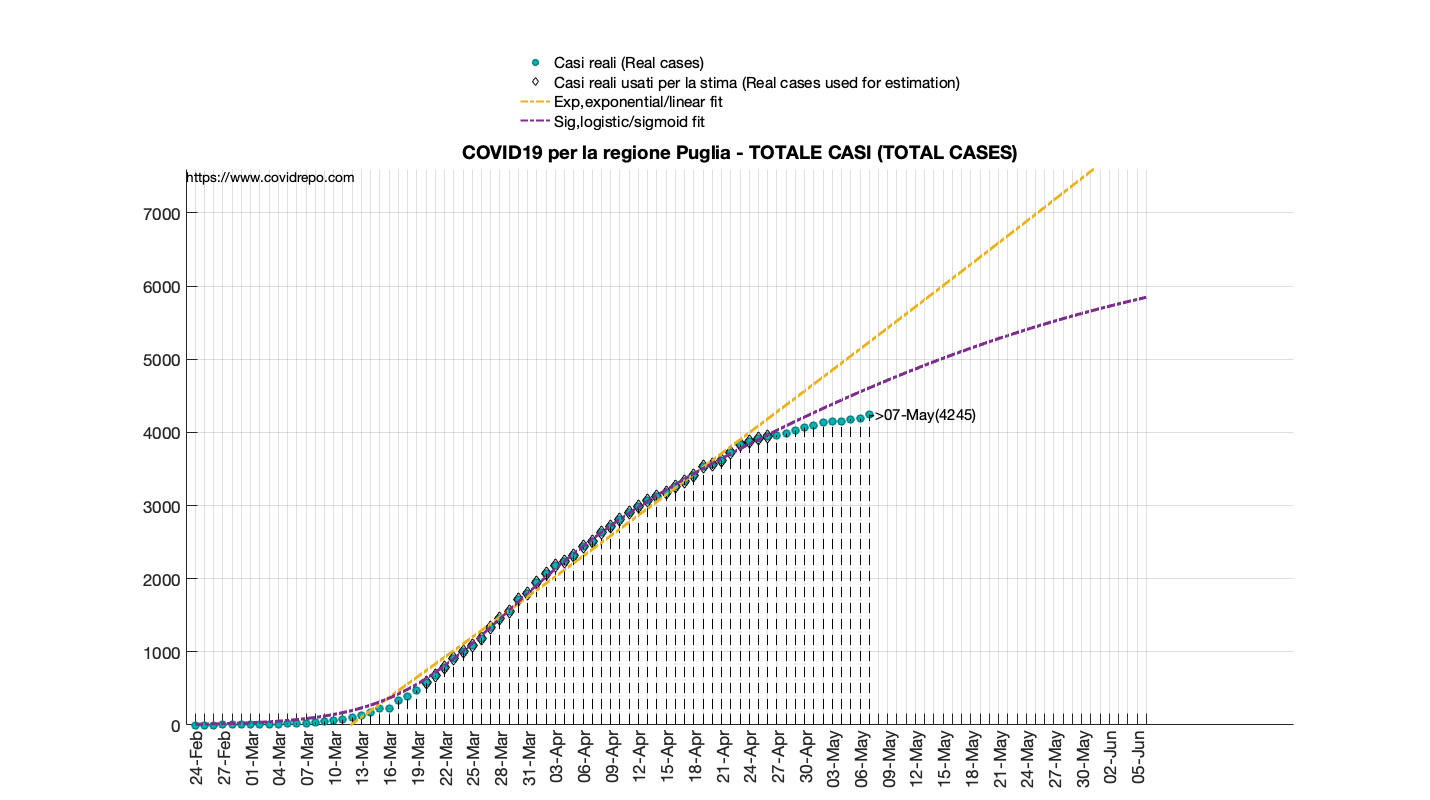 Casi reali (Real cases)
Casi reali usati per la stima (Real cases used for estimation)
Exp,exponential/linear fit
Sig,logistic/sigmoid fit
COVID19 per la regione Puglia - TOTALE CASI (TOTAL CASES)
https://www.covidrepo.com
7000
6000
5000
4000
3000
2000
1000
0
>07-May(4245)
24-Feb
27-Feb
01-Mar
04-Mar
07-Mar
10-Mar
13-Mar
16-Mar
19-Mar
22-Mar
25-Mar
28-Mar
31-Mar
03-Apr
06-Apr
09-Apr
12-Apr
15-Apr
18-Apr
21-Apr
24-Apr
27-Apr
30-Apr
03-May
06-May
09-May
12-May
15-May
18-May
21-May
24-May
27-May
30-May
02-Jun
05-Jun